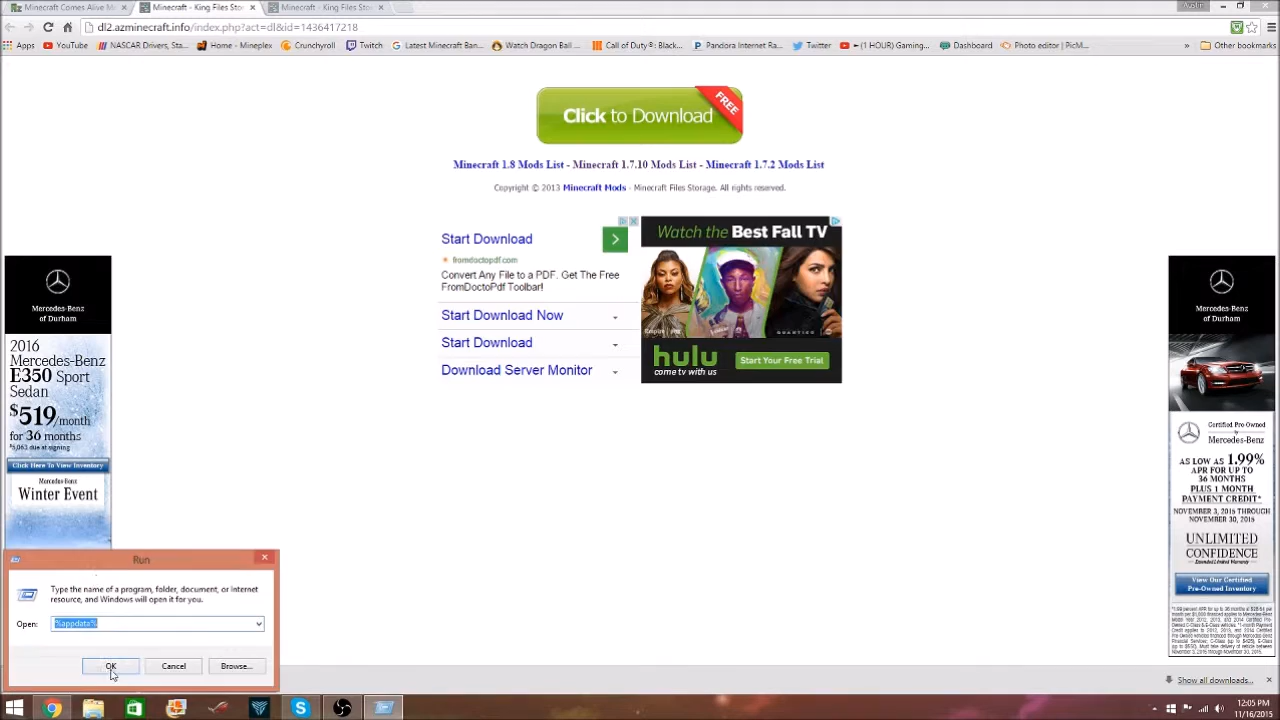 Minecraft Comes Alive M
Minecraft - King Files Sto
Minecraft - King Files Stor
Austin
dl2.azminecraft.info/index.php?act=dl&id=1436417218
Apps
YouTube
NASCAR Drivers, Sta
Home - Mineplex
Crunchyroll
Twitch
Latest Minecraft Ban
Watch Dragon Ball
Call of Duty®: Black
Pandora Internet Ra
Twitter
(1 HOUR) Gaming
Dashboard
Photo editor | PicM
»
Other bookmarks
Click to Download
FREE
Minecraft 1.8 Mods List - Minecraft 1.7.10 Mods List - Minecraft 1.7.2 Mods List
Copyright © 2013 Minecraft Mods - Minecraft Files Storage. All rights reserved.
Start Download
fromdoctopdf.com
Convert Any File to a PDF. Get The Free
FromDoctoPdf Toolbar!
Start Download Now
Start Download
Download Server Monitor
Watch the Best Fall TV
Empire | FOX
QUANTICO
hulu
come tv with us
Start Your Free Trial
Mercedes-Benz
of Durham
2016
Mercedes-Benz
E350 Sport
Sedan
$519/month
for 36 months
Click Here To View Inventory
Mercedes-Benz
Winter Event
Mercedes-Benz
of Durham
Certified Pre Owned
by
Mercedes-Benz
AS LOW AS 1.99%
APR FOR UP TO
36 MONTHS
PLUS 1 MONTH
PAYMENT CREDIT*
NOVEMBER 3, 2015 THROUGH
NOVEMBER 30, 2015
UNLIMITED
CONFIDENCE
View Our Certified
Pre-Owned Inventory
Run
Type the name of a program, folder, document, or Internet
resource, and Windows will open it for you.
Open:
%appdata%
OK
Cancel
Browse...
Show all downloads...
12:05 PM
11/16/2015